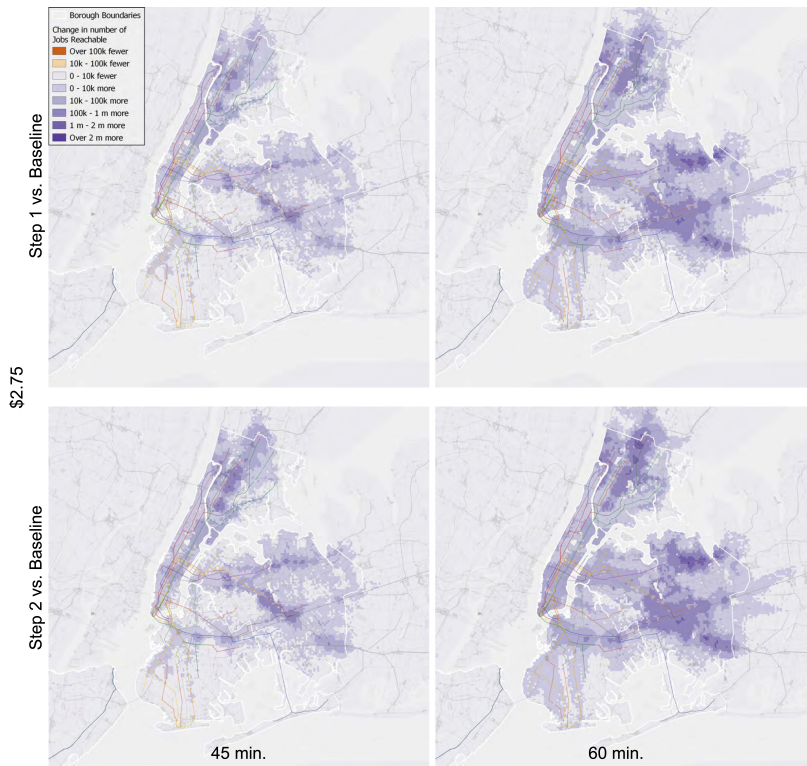 Borough Boundaries
Change in number of
Jobs Reachable
Over 100k fewer
10k - 100k fewer
0 - 10k fewer
0 - 10k more
10k - 100k more
100k - 1 m more
1 m - 2 m more
Over 2 m more
Step 1 vs. Baseline
$2.75
Step 2 vs. Baseline
45 min.
60 min.